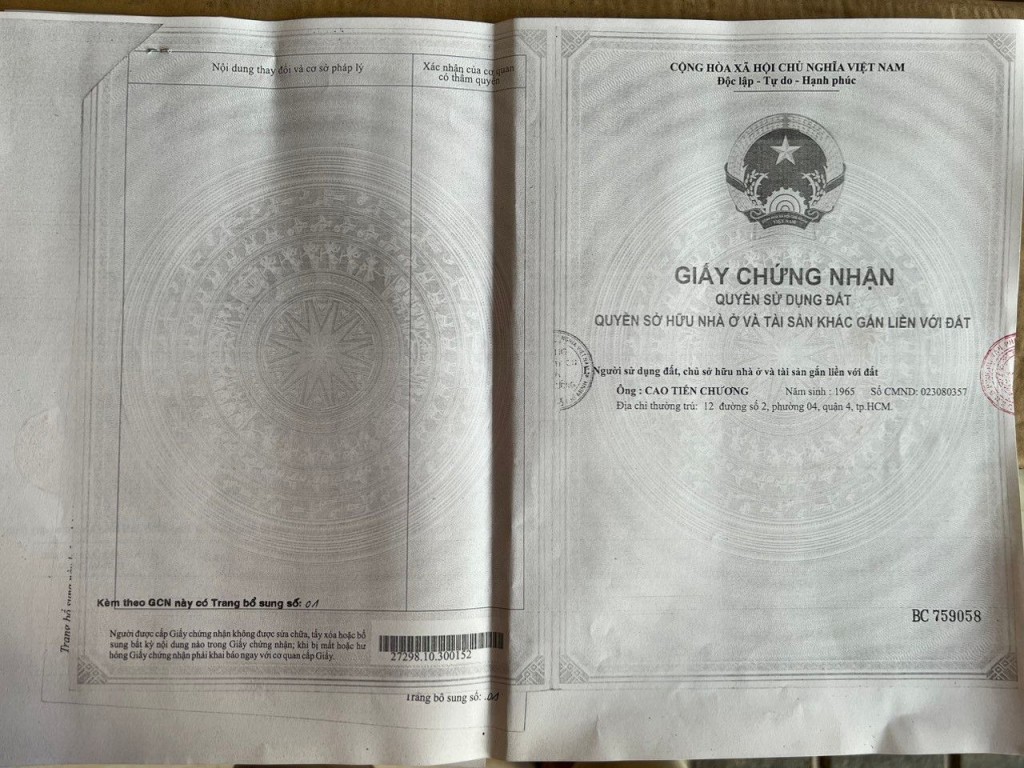 Nội dung thay đổi và cơ sở pháp lý
Xác nhận của cơ quan
có thẩm quyền
Kèm theo GCN này có Trang bổ sung số: 01
Người được cấp Giấy chứng nhận không được sửa chữa, tẩy xóa hoặc bổ
sung bất kỳ nội dung nào trong Giấy chứng nhận; khi bị mất hoặc hư
hỏng Giấy chứng nhận phải khai báo ngay với cơ quan cấp Giấy.
27298.10.300152
Trang bổ sung số: 01
CỘNG HÒA XÃ HỘI CHỦ NGHĨA VIỆT NAM
Độc lập - Tự do - Hạnh phúc
VIỆT NAM
GIẤY CHỨNG NHẬN
QUYỀN SỬ DỤNG ĐẤT
QUYỀN SỞ HỮU NHÀ Ở VÀ TÀI SẢN KHÁC GẮN LIỀN VỚI ĐẤT
Người sử dụng đất, chủ sở hữu nhà ở và tài sản gắn liền với đất
Ông : CAO TIẾN CHƯƠNG Năm sinh : 1965 Số CMND: 023080357
Địa chỉ thường trú: 12 đường số 2, phường 04, quận 4, tp.HCM.
BC 759058